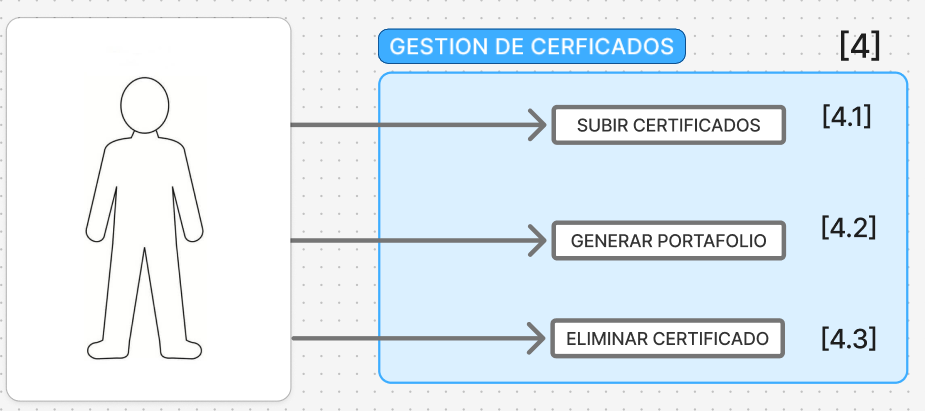 GESTION DE CERFICADOS
[4]
SUBIR CERTIFICADOS
[4.1]
GENERAR PORTAFOLIO
[4.2]
ELIMINAR CERTIFICADO
[4.3]